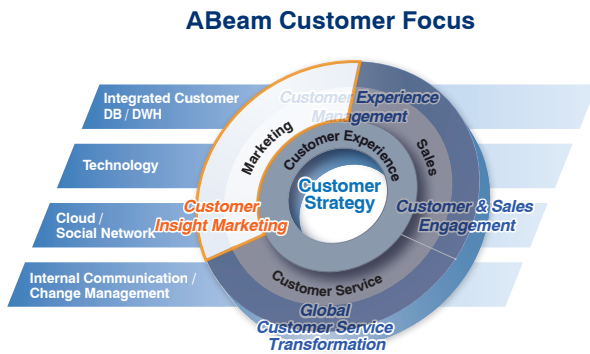 ABeam Customer Focus
Integrated Customer
DB / DWH
Technology
Cloud /
Social Network
Internal Communication /
Change Management
Customer Experience
Management
Marketing
Customer Experience
Sales
Customer
Strategy
Customer
Insight Marketing
Customer & Sales
Engagement
Customer Service
Global
Customer Service
Transformation